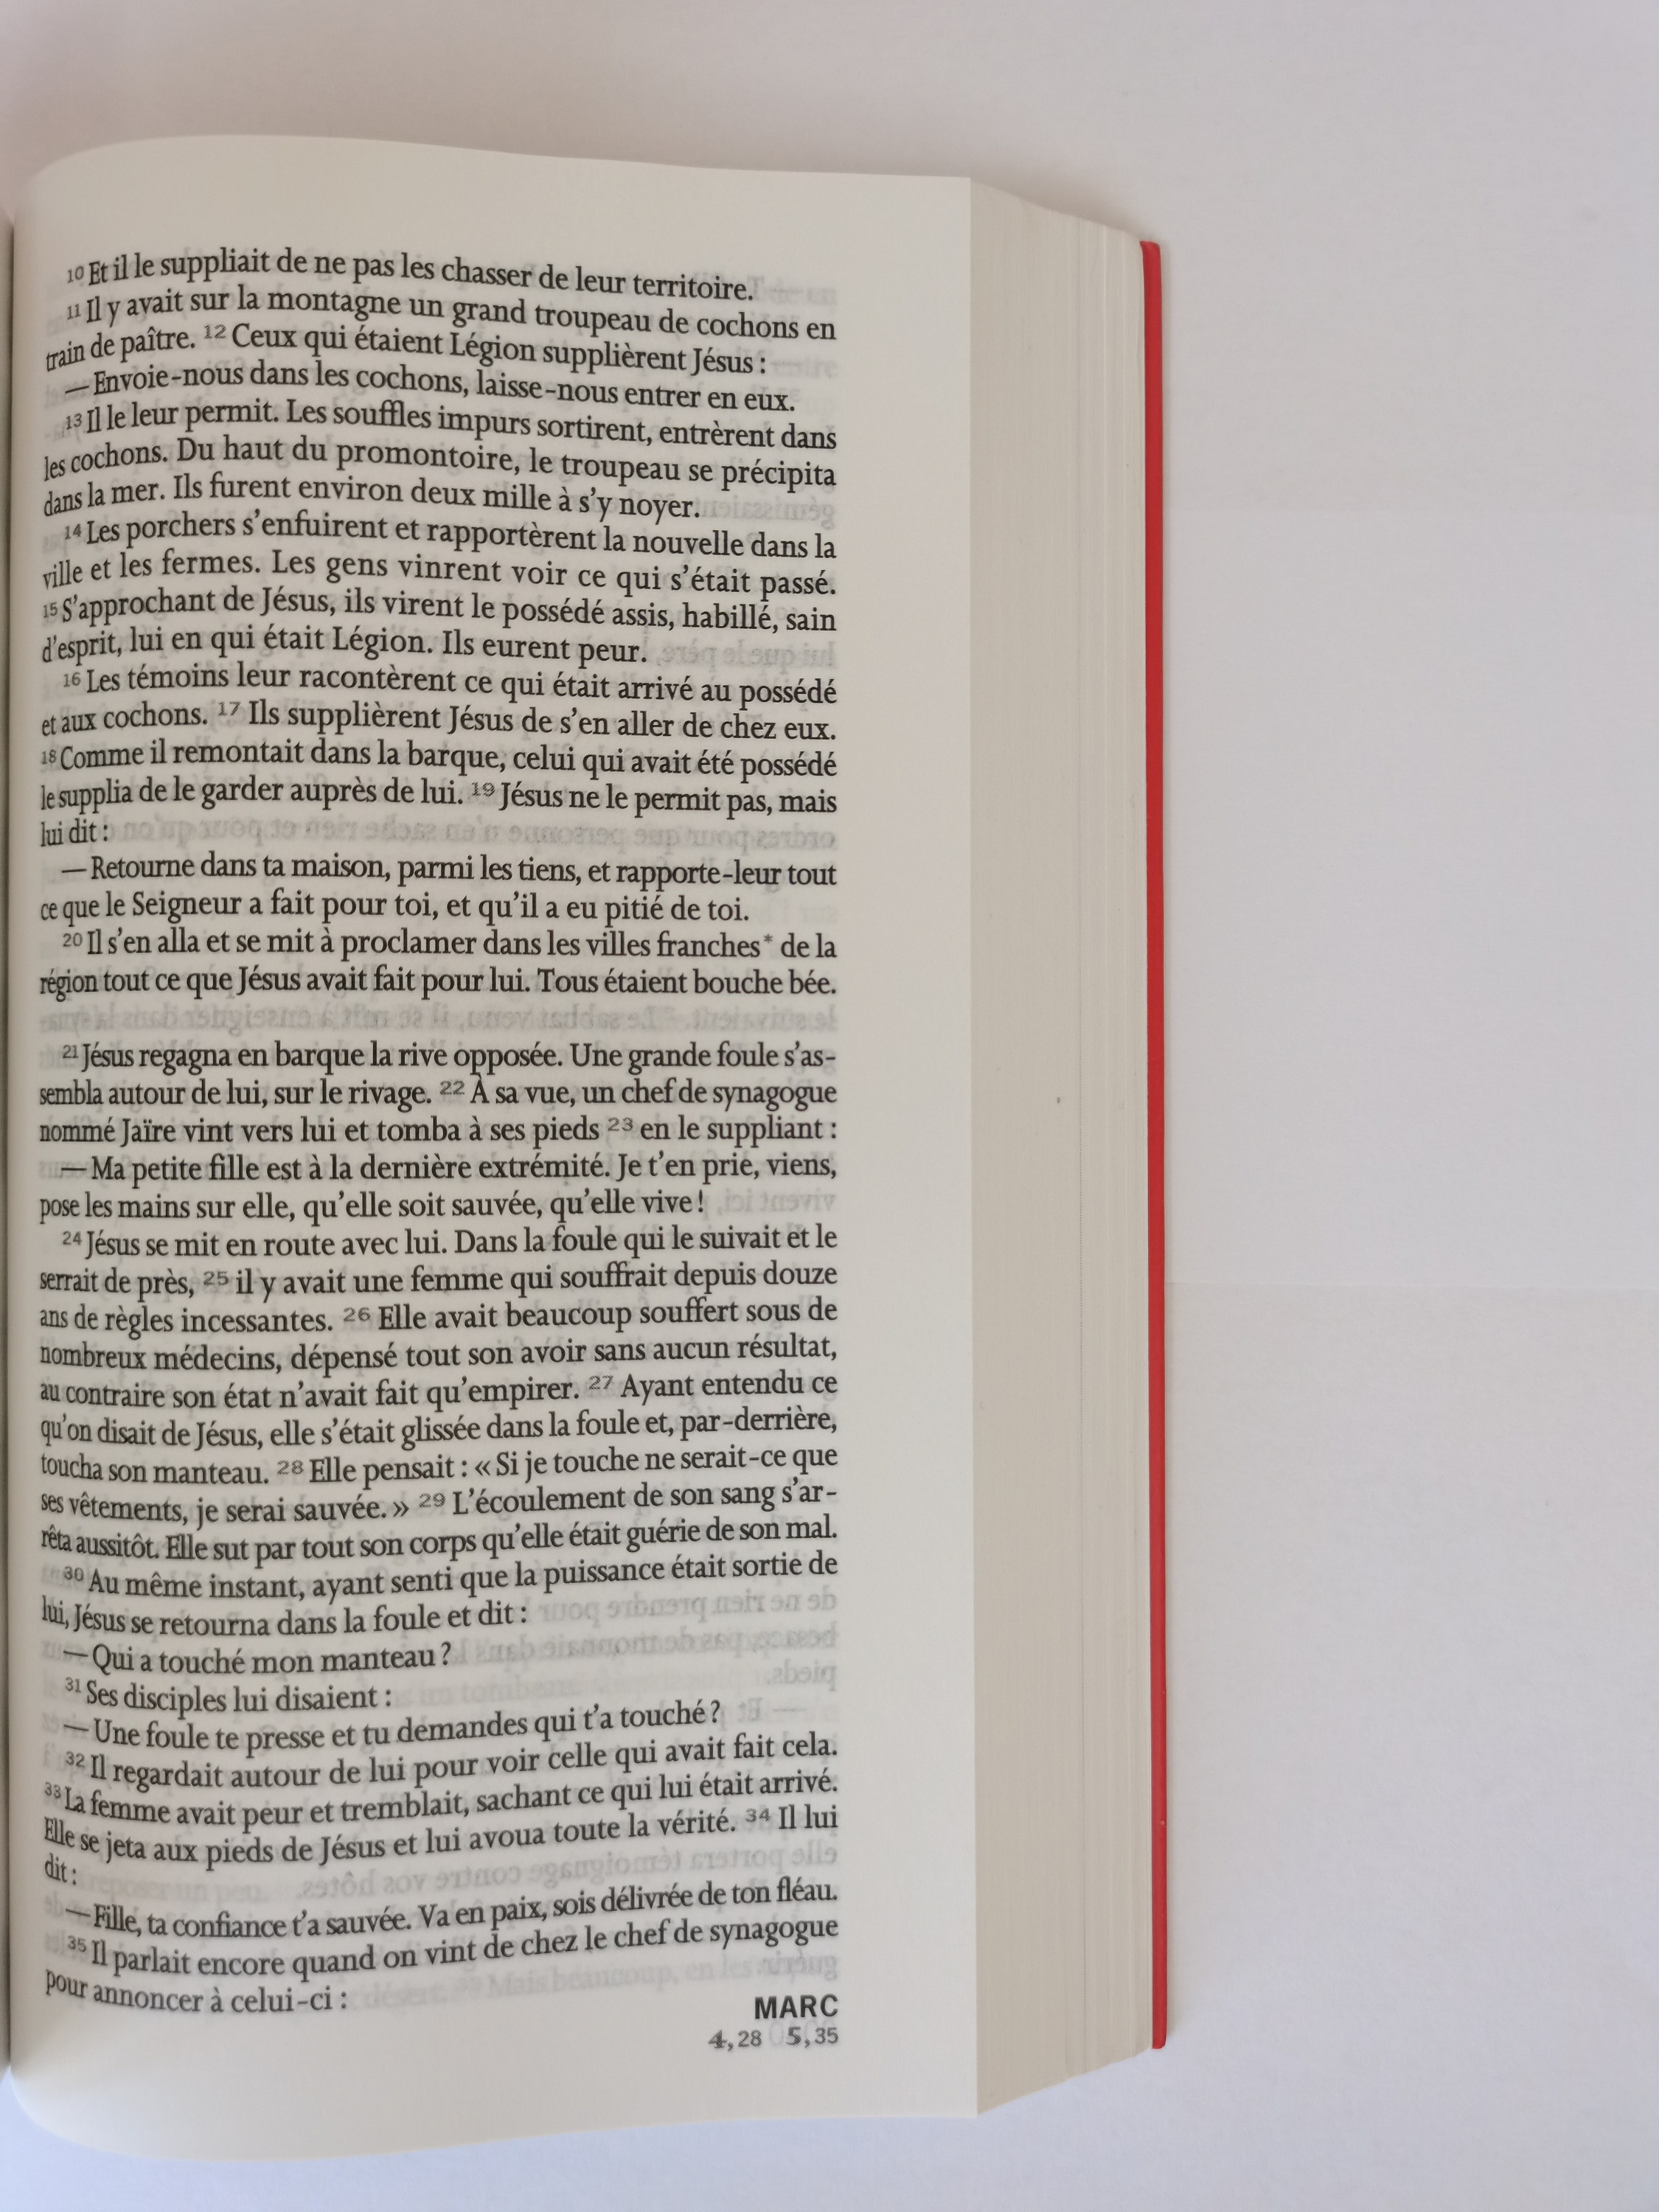 10 Et il le suppliait de ne pas les chasser de leur territoire.
11 Il y avait sur la montagne un grand troupeau de cochons en
train de paître. 12 Ceux qui étaient Légion supplièrent Jésus :
— Envoie-nous dans les cochons, laisse-nous entrer en eux.
13 Il le leur permit. Les souffles impurs sortirent, entrèrent dans
les cochons. Du haut du promontoire, le troupeau se précipita
dans la mer. Ils furent environ deux mille à s'y noyer.
14 Les porchers s'enfuirent et rapportèrent la nouvelle dans la
ville et les fermes. Les gens vinrent voir ce qui s'était passé.
15 S'approchant de Jésus, ils virent le possédé assis, habillé, sain
d'esprit, lui en qui était Légion. Ils eurent peur.
16 Les témoins leur racontèrent ce qui était arrivé au possédé
et aux cochons. 17 Ils supplièrent Jésus de s'en aller de chez eux.
18 Comme il remontait dans la barque, celui qui avait été possédé
le supplia de le garder auprès de lui. 19 Jésus ne le permit pas, mais
lui dit :
— Retourne dans ta maison, parmi les tiens, et rapporte-leur tout
ce que le Seigneur a fait pour toi, et qu'il a eu pitié de toi.
20 Il s'en alla et se mit à proclamer dans les villes franches* de la
région tout ce que Jésus avait fait pour lui. Tous étaient bouche bée.
21 Jésus regagna en barque la rive opposée. Une grande foule s'as-
sembla autour de lui, sur le rivage. 22 À sa vue, un chef de synagogue
nommé Jaïre vint vers lui et tomba à ses pieds 23 en le suppliant :
— Ma petite fille est à la dernière extrémité. Je t'en prie, viens,
pose les mains sur elle, qu'elle soit sauvée, qu'elle vive !
24 Jésus se mit en route avec lui. Dans la foule qui le suivait et le
serrait de près, 25 il y avait une femme qui souffrait depuis douze
ans de règles incessantes. 26 Elle avait beaucoup souffert sous de
nombreux médecins, dépensé tout son avoir sans aucun résultat,
au contraire son état n'avait fait qu'empirer. 27 Ayant entendu ce
qu'on disait de Jésus, elle s'était glissée dans la foule et, par-derrière,
toucha son manteau. 28 Elle pensait : « Si je touche ne serait-ce que
ses vêtements, je serai sauvée. » 29 L'écoulement de son sang s'ar-
rêta aussitôt. Elle sut par tout son corps qu'elle était guérie de son mal.
30 Au même instant, ayant senti que la puissance était sortie de
lui, Jésus se retourna dans la foule et dit :
— Qui a touché mon manteau ?
31 Ses disciples lui disaient :
— Une foule te presse et tu demandes qui t'a touché ?
32 Il regardait autour de lui pour voir celle qui avait fait cela.
33 La femme avait peur et tremblait, sachant ce qui lui était arrivé.
Elle se jeta aux pieds de Jésus et lui avoua toute la vérité. 34 Il lui
dit :
— Fille, ta confiance t'a sauvée. Va en paix, sois délivrée de ton fléau.
35 Il parlait encore quand on vint de chez le chef de synagogue
pour annoncer à celui-ci :
MARC
4, 28 5, 35